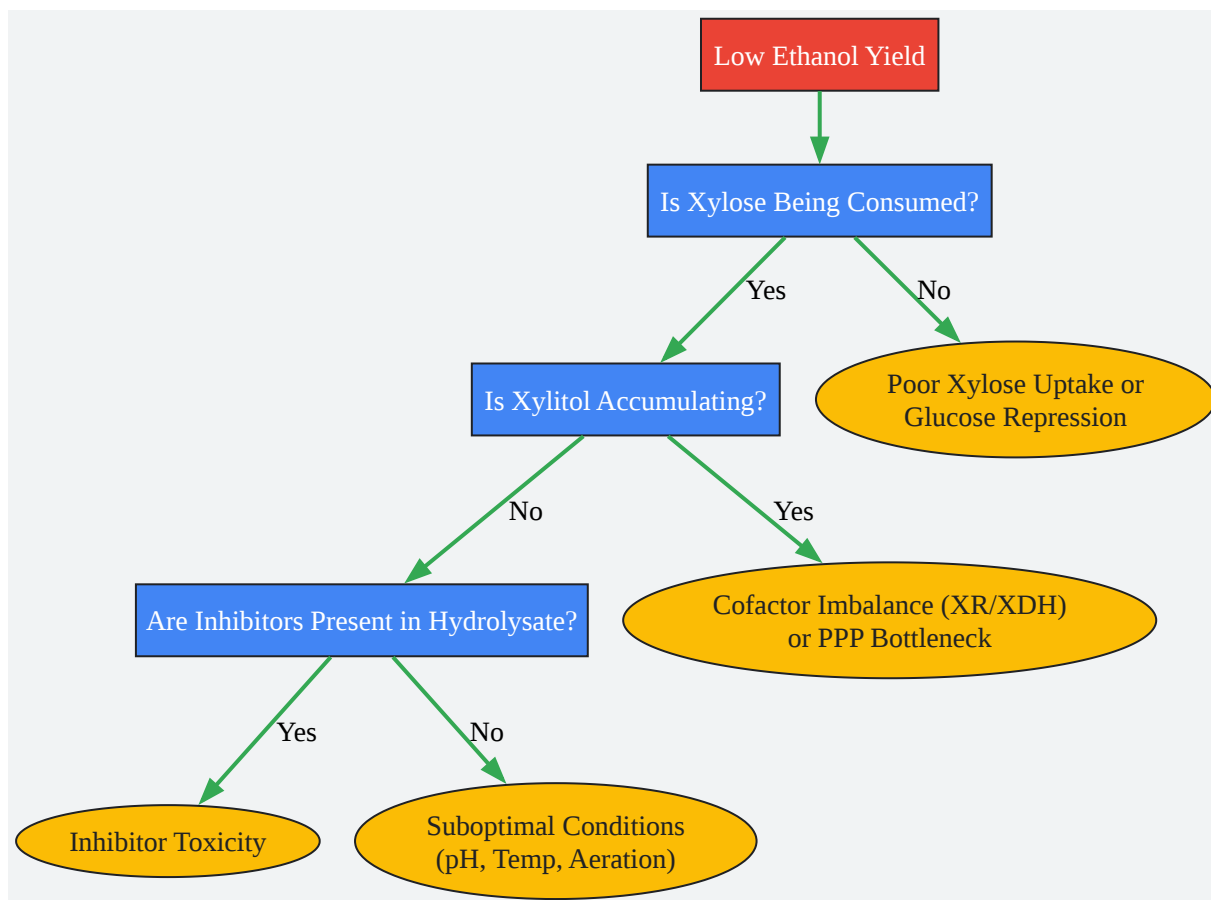 Low Ethanol Yield
Is Xylose Being Consumed?
Yes
No
Is Xylitol Accumulating?
Poor Xylose Uptake or
Glucose Repression
No
Yes
Are Inhibitors Present in Hydrolysate?
Cofactor Imbalance (XR/XDH)
or PPP Bottleneck
Yes
No
Inhibitor Toxicity
Suboptimal Conditions
(pH, Temp, Aeration)